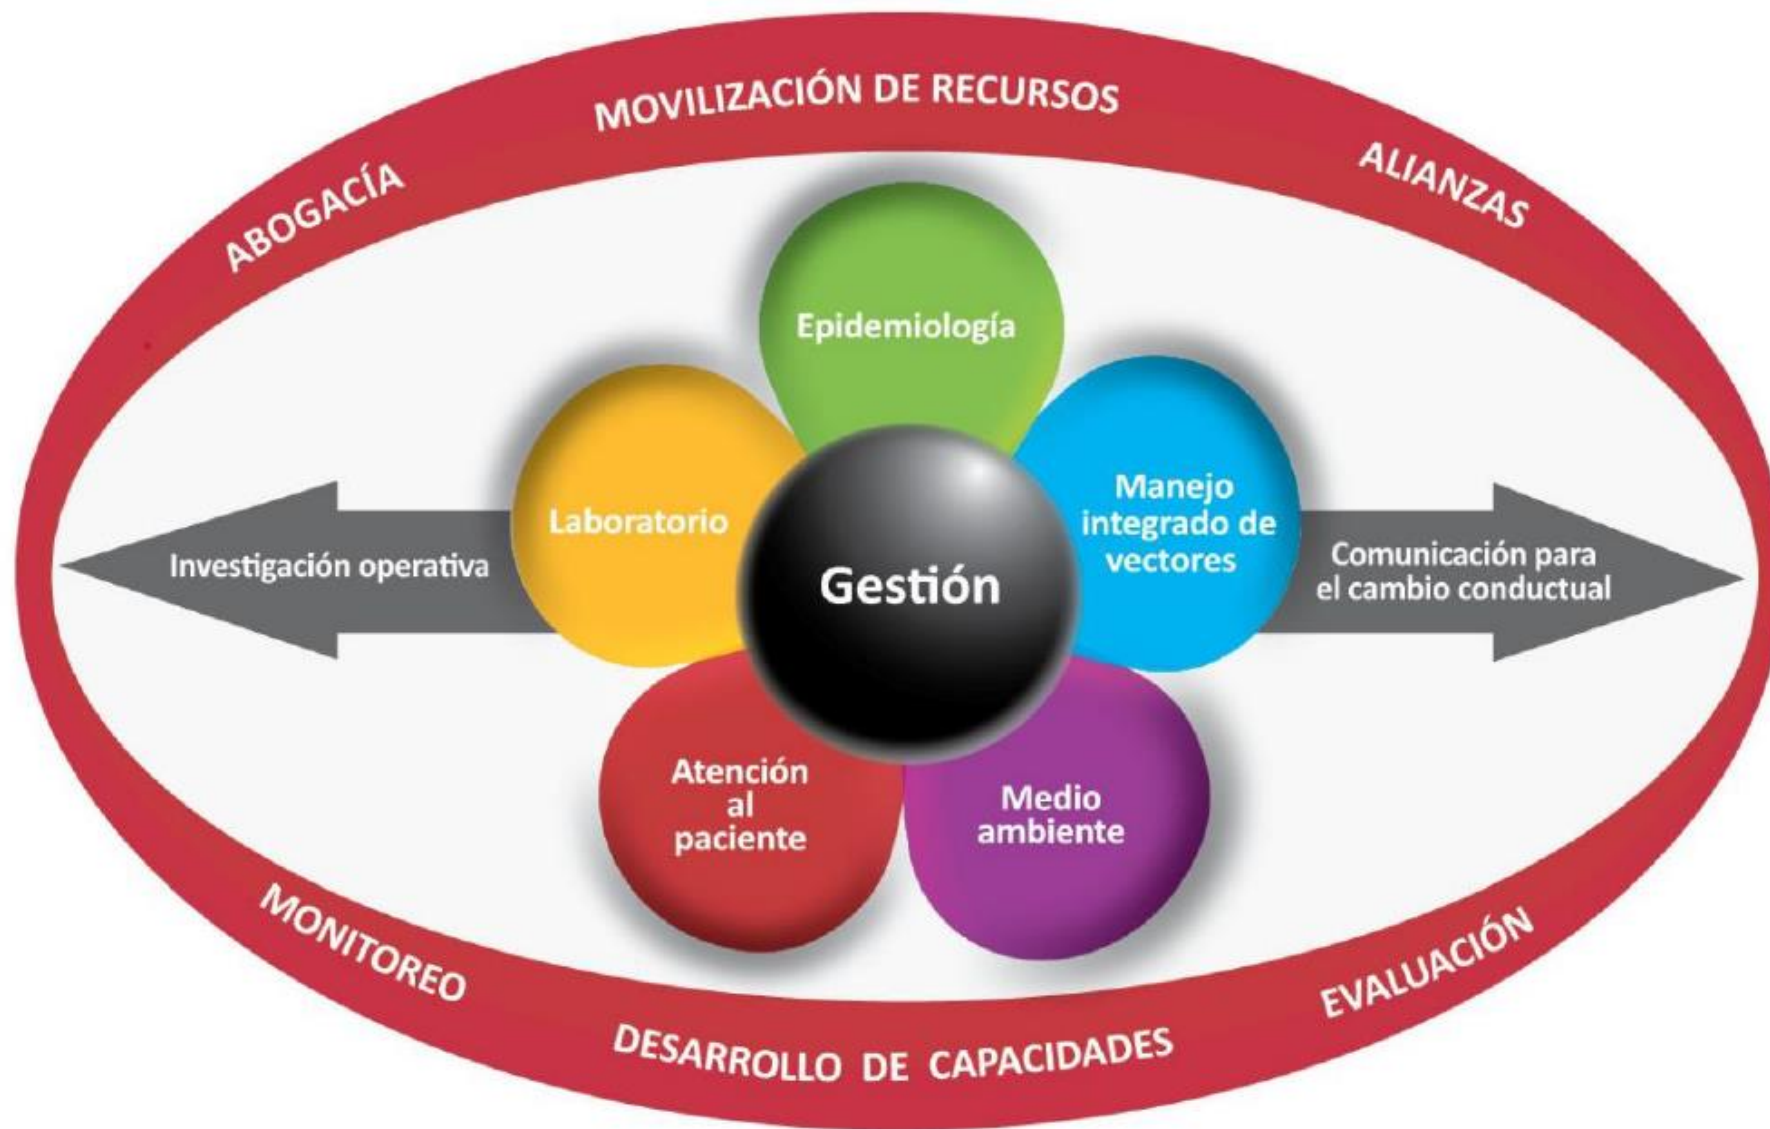 ABOGACÍA
MOVILIZACIÓN DE RECURSOS
ALIANZAS
Epidemiología
Laboratorio
Manejo
integrado de
vectores
Gestión
Investigación operativa
Comunicación para
el cambio conductual
Atención
al
paciente
Medio
ambiente
MONITOREO
DESARROLLO DE CAPACIDADES
EVALUACIÓN